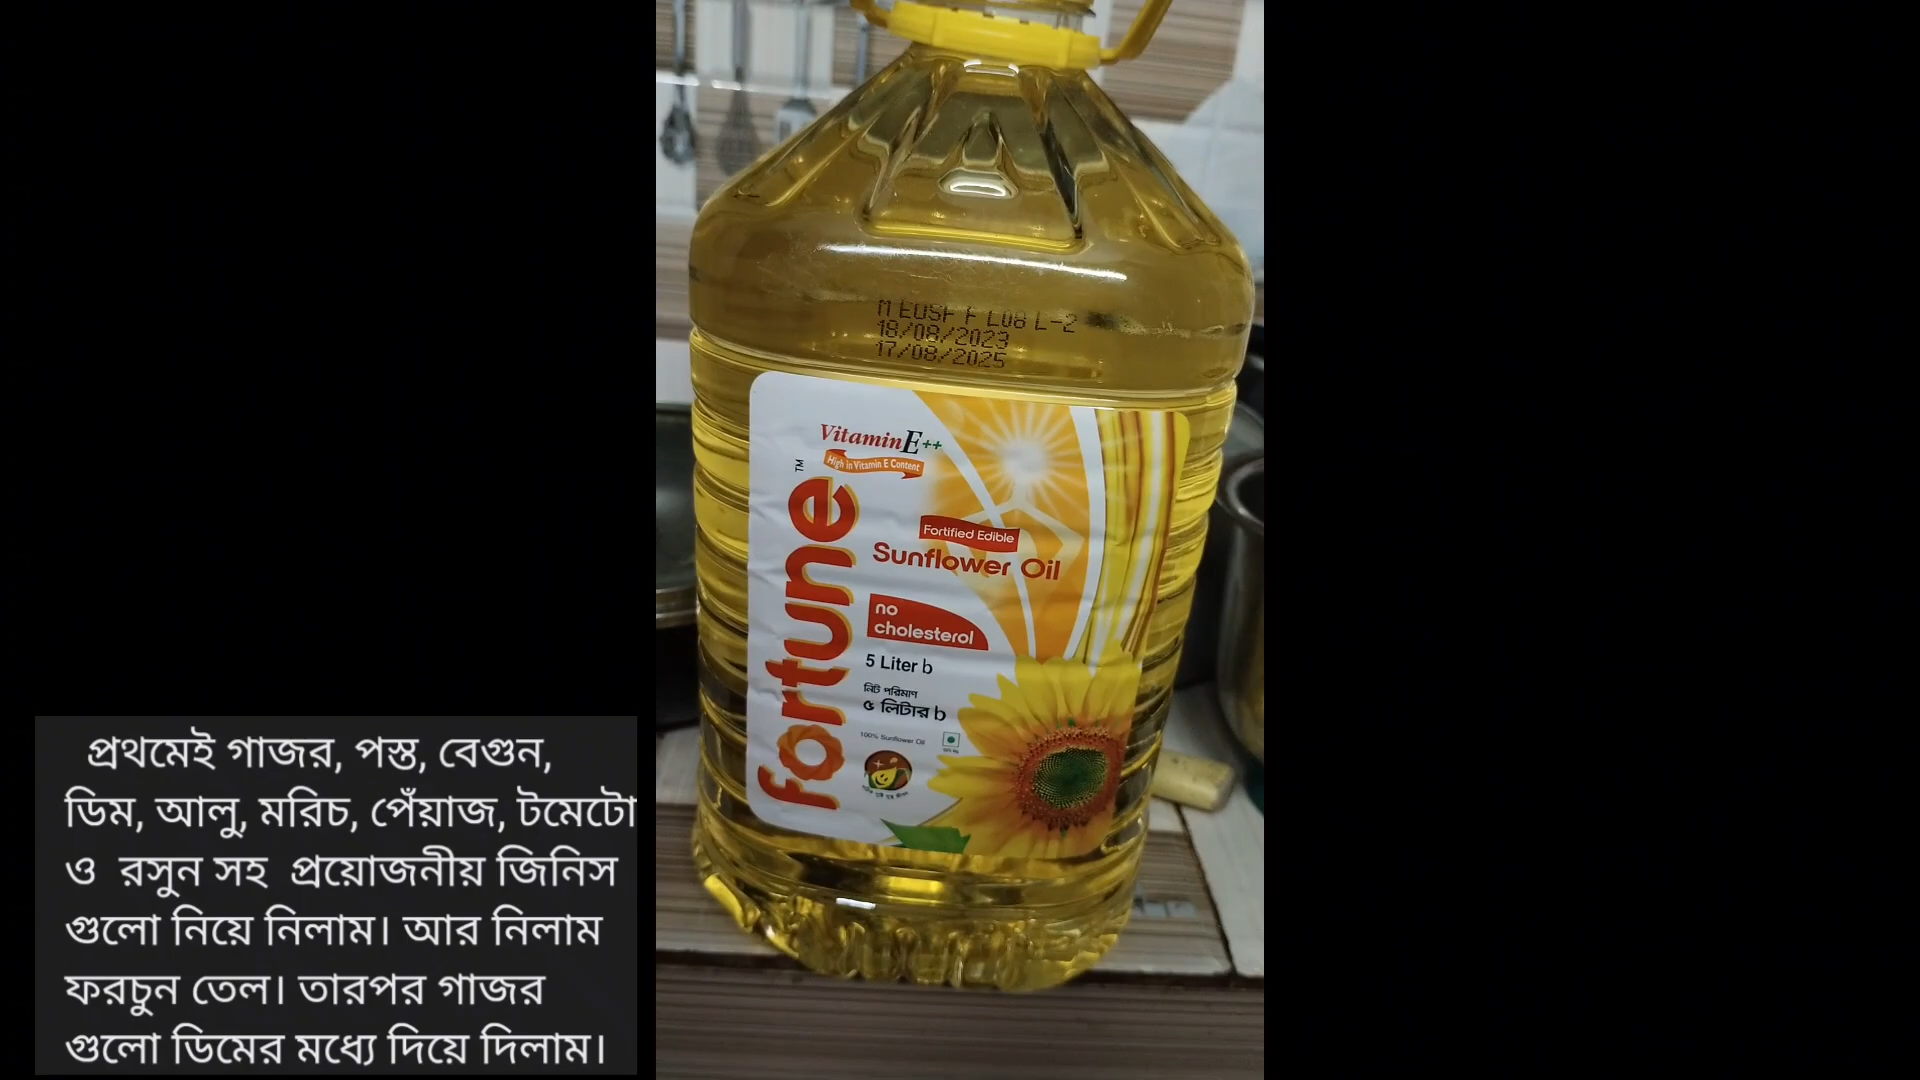 M EOSF F L08 L-2
18/08/2023
17/08/2025
VitaminE++
High in Vitamin E Content
fortune™
Fortified Edible
Sunflower Oil
no
cholesterol
5 Liter b
নিট পরিমাণ
৫ লিটার b
100% Sunflower Oil
প্রথমেই গাজর, পস্ত, বেগুন,
ডিম, আলু, মরিচ, পেঁয়াজ, টমেটো
ও রসুন সহ প্রয়োজনীয় জিনিস
গুলো নিয়ে নিলাম। আর নিলাম
ফরচুন তেল। তারপর গাজর
গুলো ডিমের মধ্যে দিয়ে দিলাম।